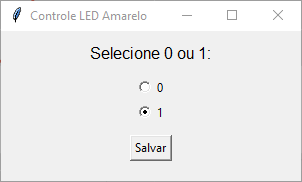 Controle LED Amarelo
Selecione 0 ou 1:
0
1
Salvar